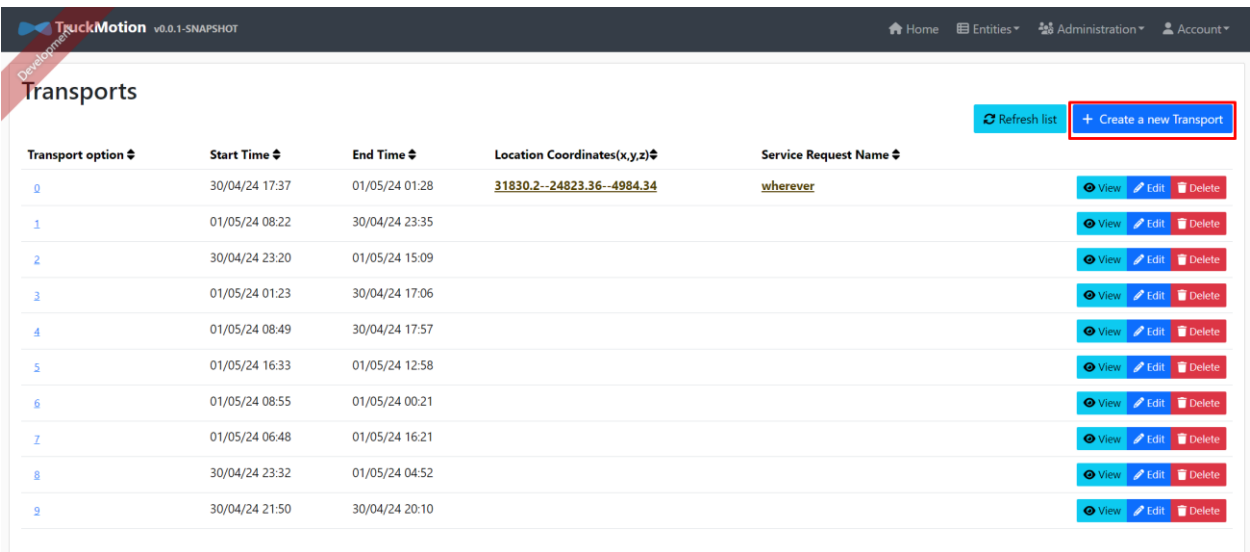 TruckMotion v0.0.1-SNAPSHOT Home Entities Administration Account
Development
Transports
Refresh list + Create a new Transport
Transport option Start Time End Time Location Coordinates(x,y,z) Service Request Name
0 30/04/24 17:37 01/05/24 01:28 31830.2--24823.36--4984.34 wherever View Edit Delete
1 01/05/24 08:22 30/04/24 23:35 View Edit Delete
2 30/04/24 23:20 01/05/24 15:09 View Edit Delete
3 01/05/24 01:23 30/04/24 17:06 View Edit Delete
4 01/05/24 08:49 30/04/24 17:57 View Edit Delete
5 01/05/24 16:33 01/05/24 12:58 View Edit Delete
6 01/05/24 08:55 01/05/24 00:21 View Edit Delete
7 01/05/24 06:48 01/05/24 16:21 View Edit Delete
8 30/04/24 23:32 01/05/24 04:52 View Edit Delete
9 30/04/24 21:50 30/04/24 20:10 View Edit Delete